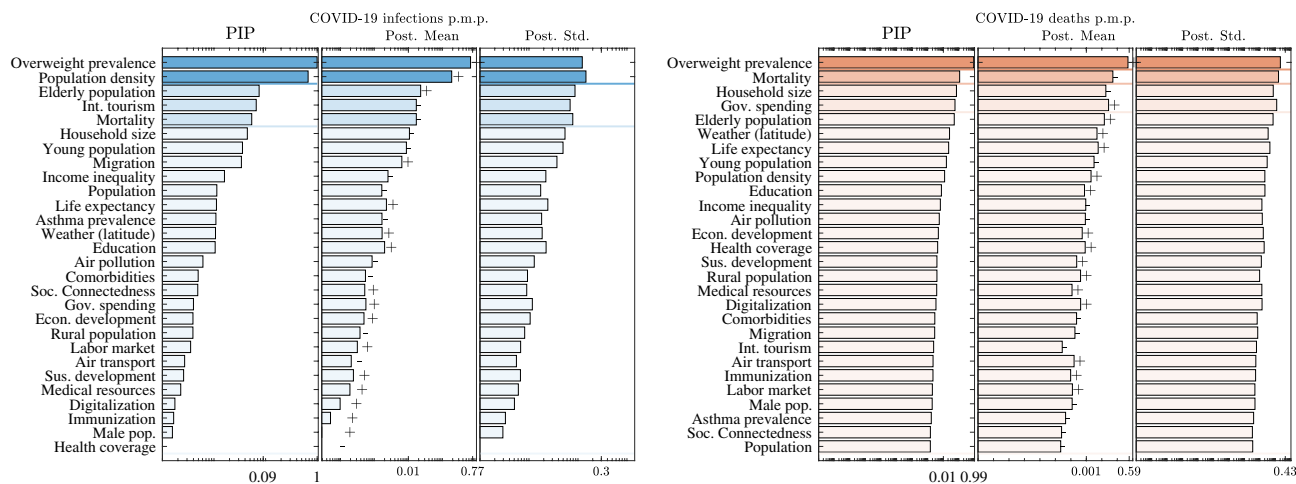 COVID-19 infections p.m.p.
PIP
Post. Mean
Post. Std.
Overweight prevalence
Population density +
Elderly population +
Int. tourism -
Mortality -
Household size -
Young population -
Migration +
Income inequality -
Population -
Life expectancy +
Asthma prevalence -
Weather (latitude) +
Education +
Air pollution -
Comorbidities -
Soc. Connectedness +
Gov. spending +
Econ. development +
Rural population -
Labor market +
Air transport -
Sus. development +
Medical resources +
Digitalization +
Immunization +
Male pop. +
Health coverage -
0.09 1
0.01 0.77
0.3
COVID-19 deaths p.m.p.
PIP
Post. Mean
Post. Std.
Overweight prevalence
Mortality -
Household size -
Gov. spending +
Elderly population +
Weather (latitude) +
Life expectancy +
Young population -
Population density +
Education +
Income inequality -
Air pollution -
Econ. development +
Health coverage +
Sus. development +
Rural population +
Medical resources +
Digitalization +
Comorbidities -
Migration -
Int. tourism -
Air transport +
Immunization +
Labor market +
Male pop. -
Asthma prevalence -
Soc. Connectedness -
Population -
0.01 0.99
0.001 0.59
0.43